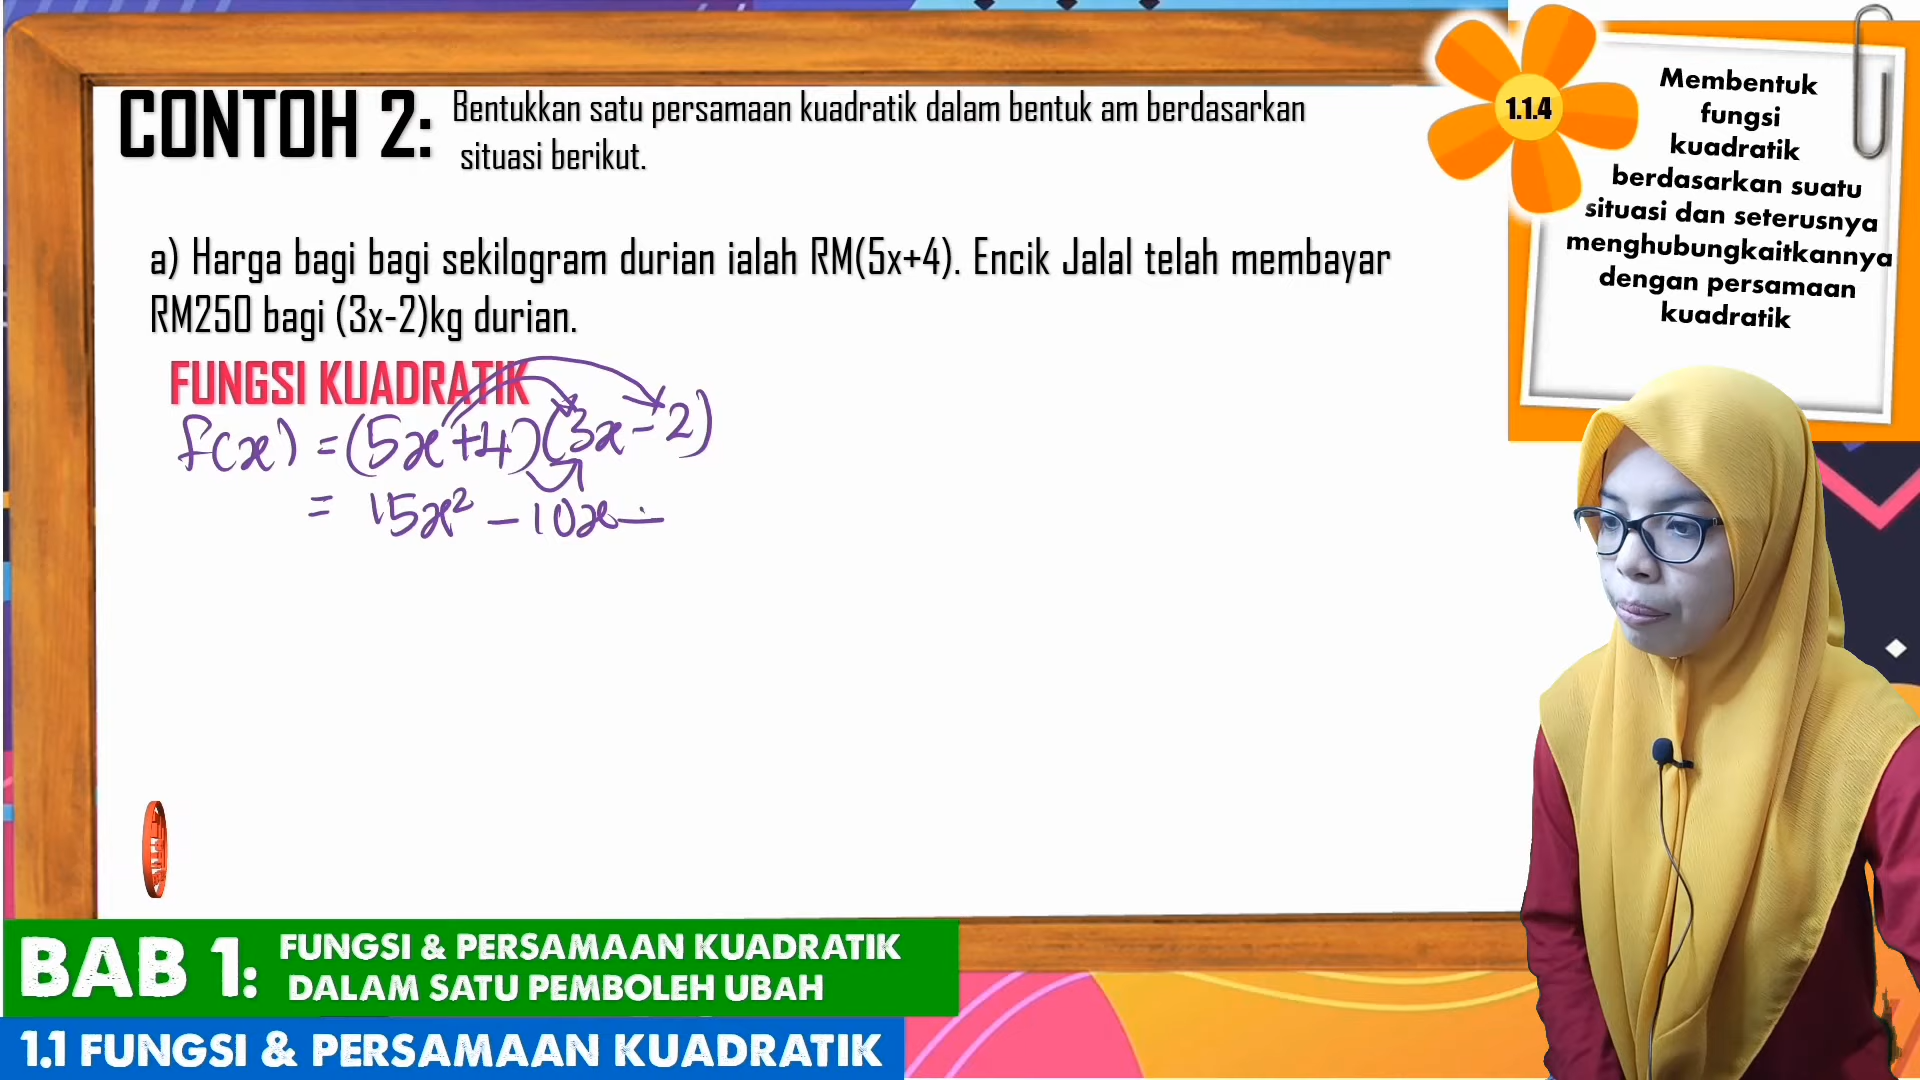 CONTOH 2: Bentukkan satu persamaan kuadratik dalam bentuk am berdasarkan
situasi berikut.
a) Harga bagi bagi sekilogram durian ialah RM(5x+4). Encik Jalal telah membayar
RM250 bagi (3x-2)kg durian.
FUNGSI KUADRATIK
f(x) = (5x+4)(3x-2)
= 15x² - 10x
1.1.4
Membentuk
fungsi
kuadratik
berdasarkan suatu
situasi dan seterusnya
menghubungkaitkannya
dengan persamaan
kuadratik
BAB 1: FUNGSI & PERSAMAAN KUADRATIK
DALAM SATU PEMBOLEH UBAH
1.1 FUNGSI & PERSAMAAN KUADRATIK